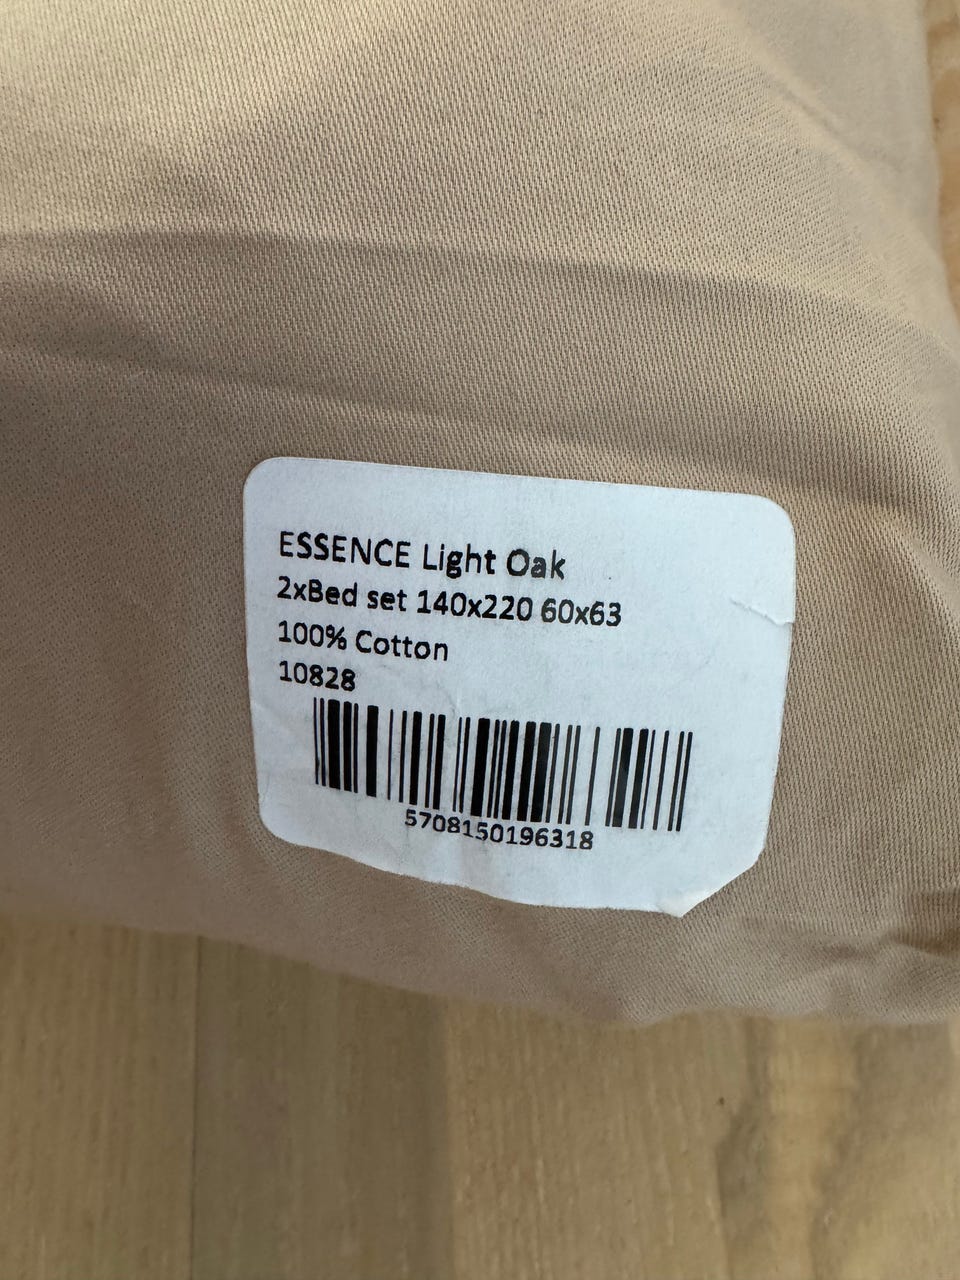 ESSENCE Light Oak
2xBed set 140x220 60x63
100% Cotton
10828
5708150196318